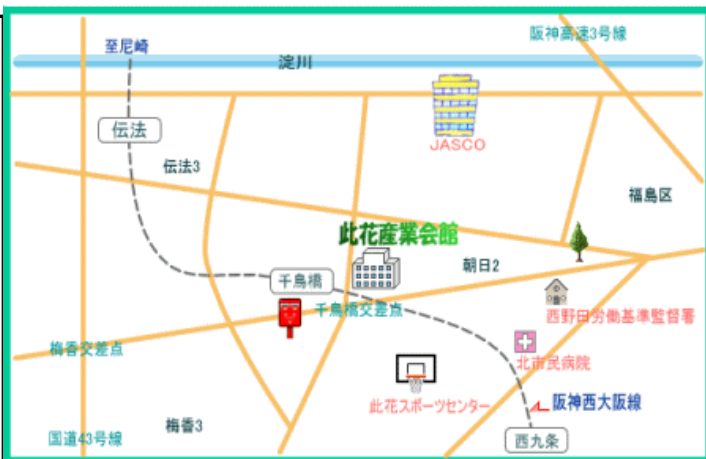 至尼崎
阪神高速3号線
淀川
伝法
JASCO
伝法3
福島区
此花産業会館
朝日2
千鳥橋
千鳥橋交差点
西野田労働基準監督署
梅香交差点
北市民病院
此花スポーツセンター
阪神西大阪線
梅香3
国道43号線
西九条